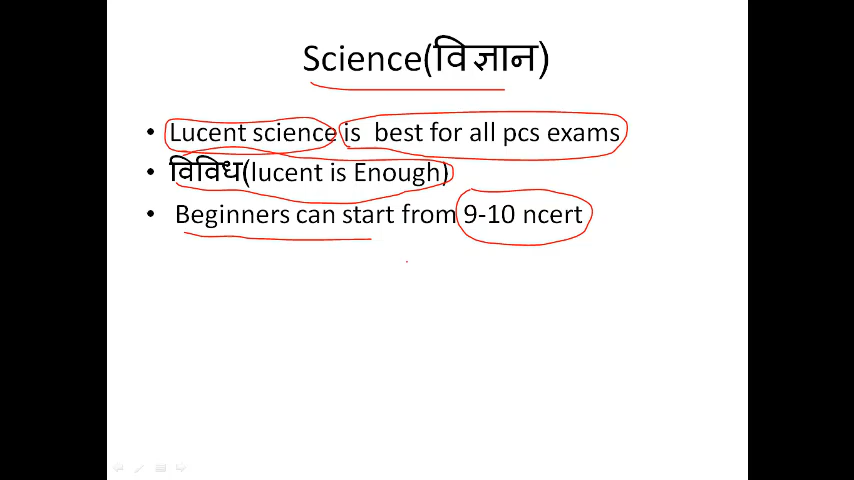 Science(विज्ञान)
• Lucent science is best for all pcs exams
• विविध(lucent is Enough)
• Beginners can start from 9-10 ncert